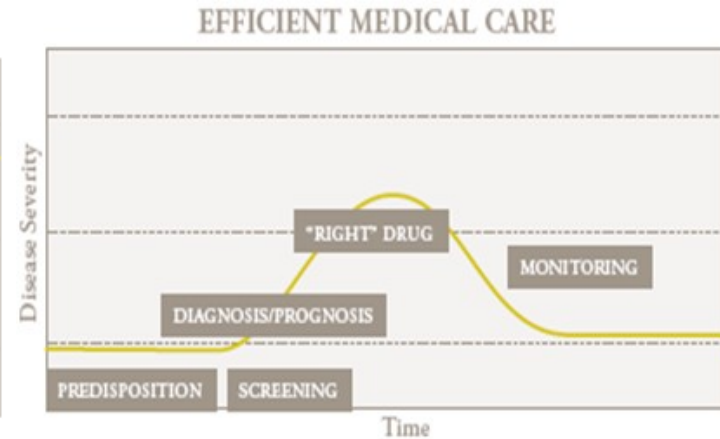 EFFICIENT MEDICAL CARE
Disease Severity
"RIGHT" DRUG
MONITORING
DIAGNOSIS/PROGNOSIS
PREDISPOSITION
SCREENING
Time